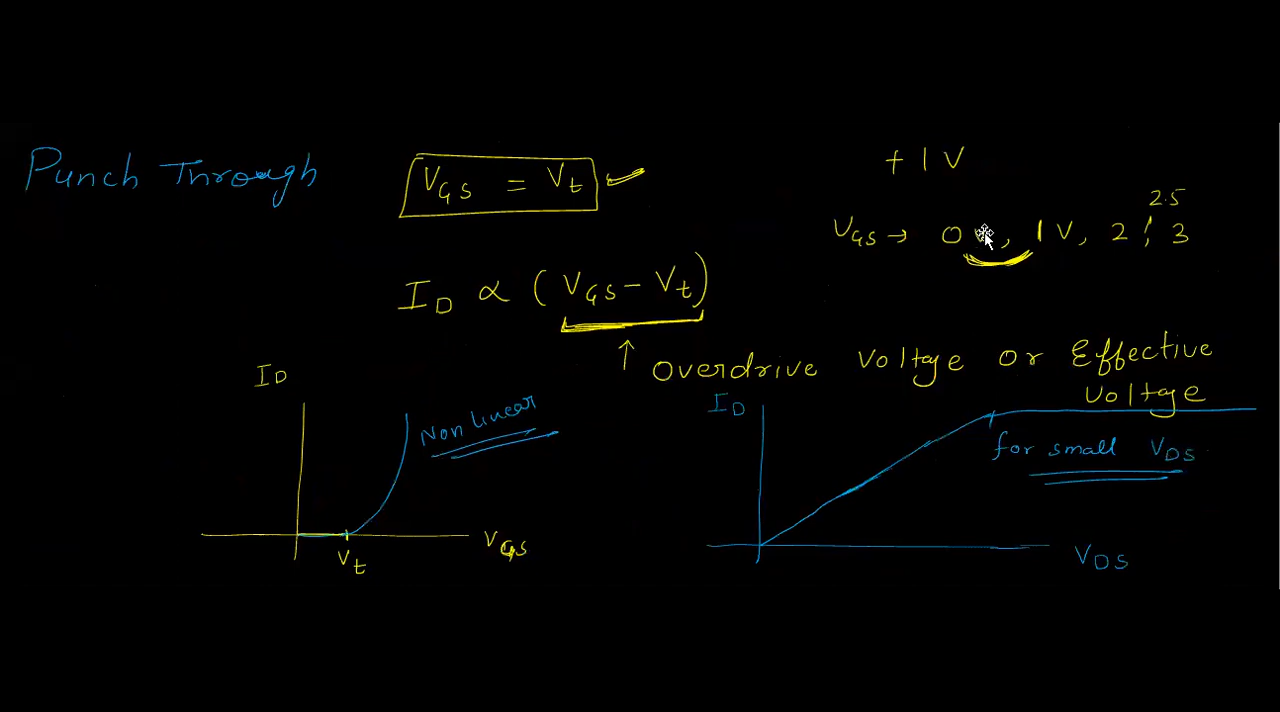 Punch Through
VGS = Vt
+1V
2.5
VGS → 0V, 1V, 2, 3
ID ∝ (VGS - Vt)
↑ Overdrive Voltage or Effective
Voltage
ID
Non linear
Vt
VGS
ID
for small VDS
VDS